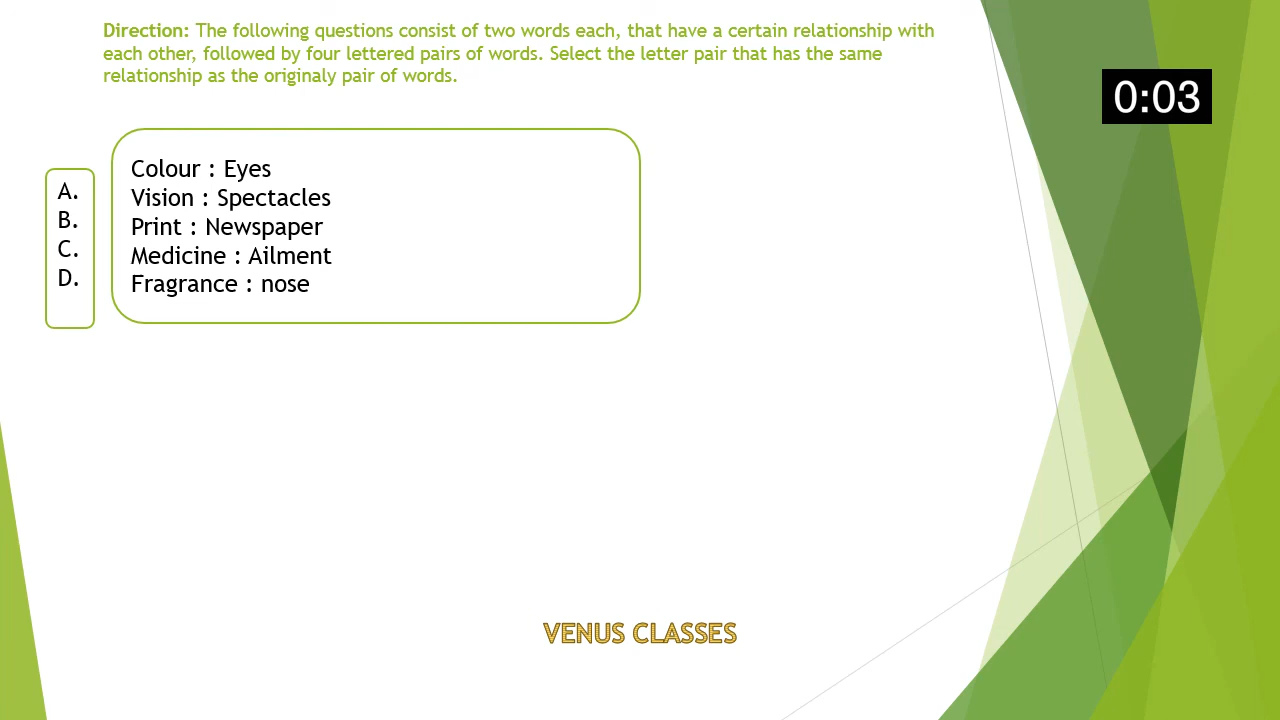 Direction: The following questions consist of two words each, that have a certain relationship with
each other, followed by four lettered pairs of words. Select the letter pair that has the same
relationship as the originaly pair of words.
0:03
Colour : Eyes
A.
Vision : Spectacles
B.
Print : Newspaper
C.
Medicine : Ailment
D.
Fragrance : nose
VENUS CLASSES